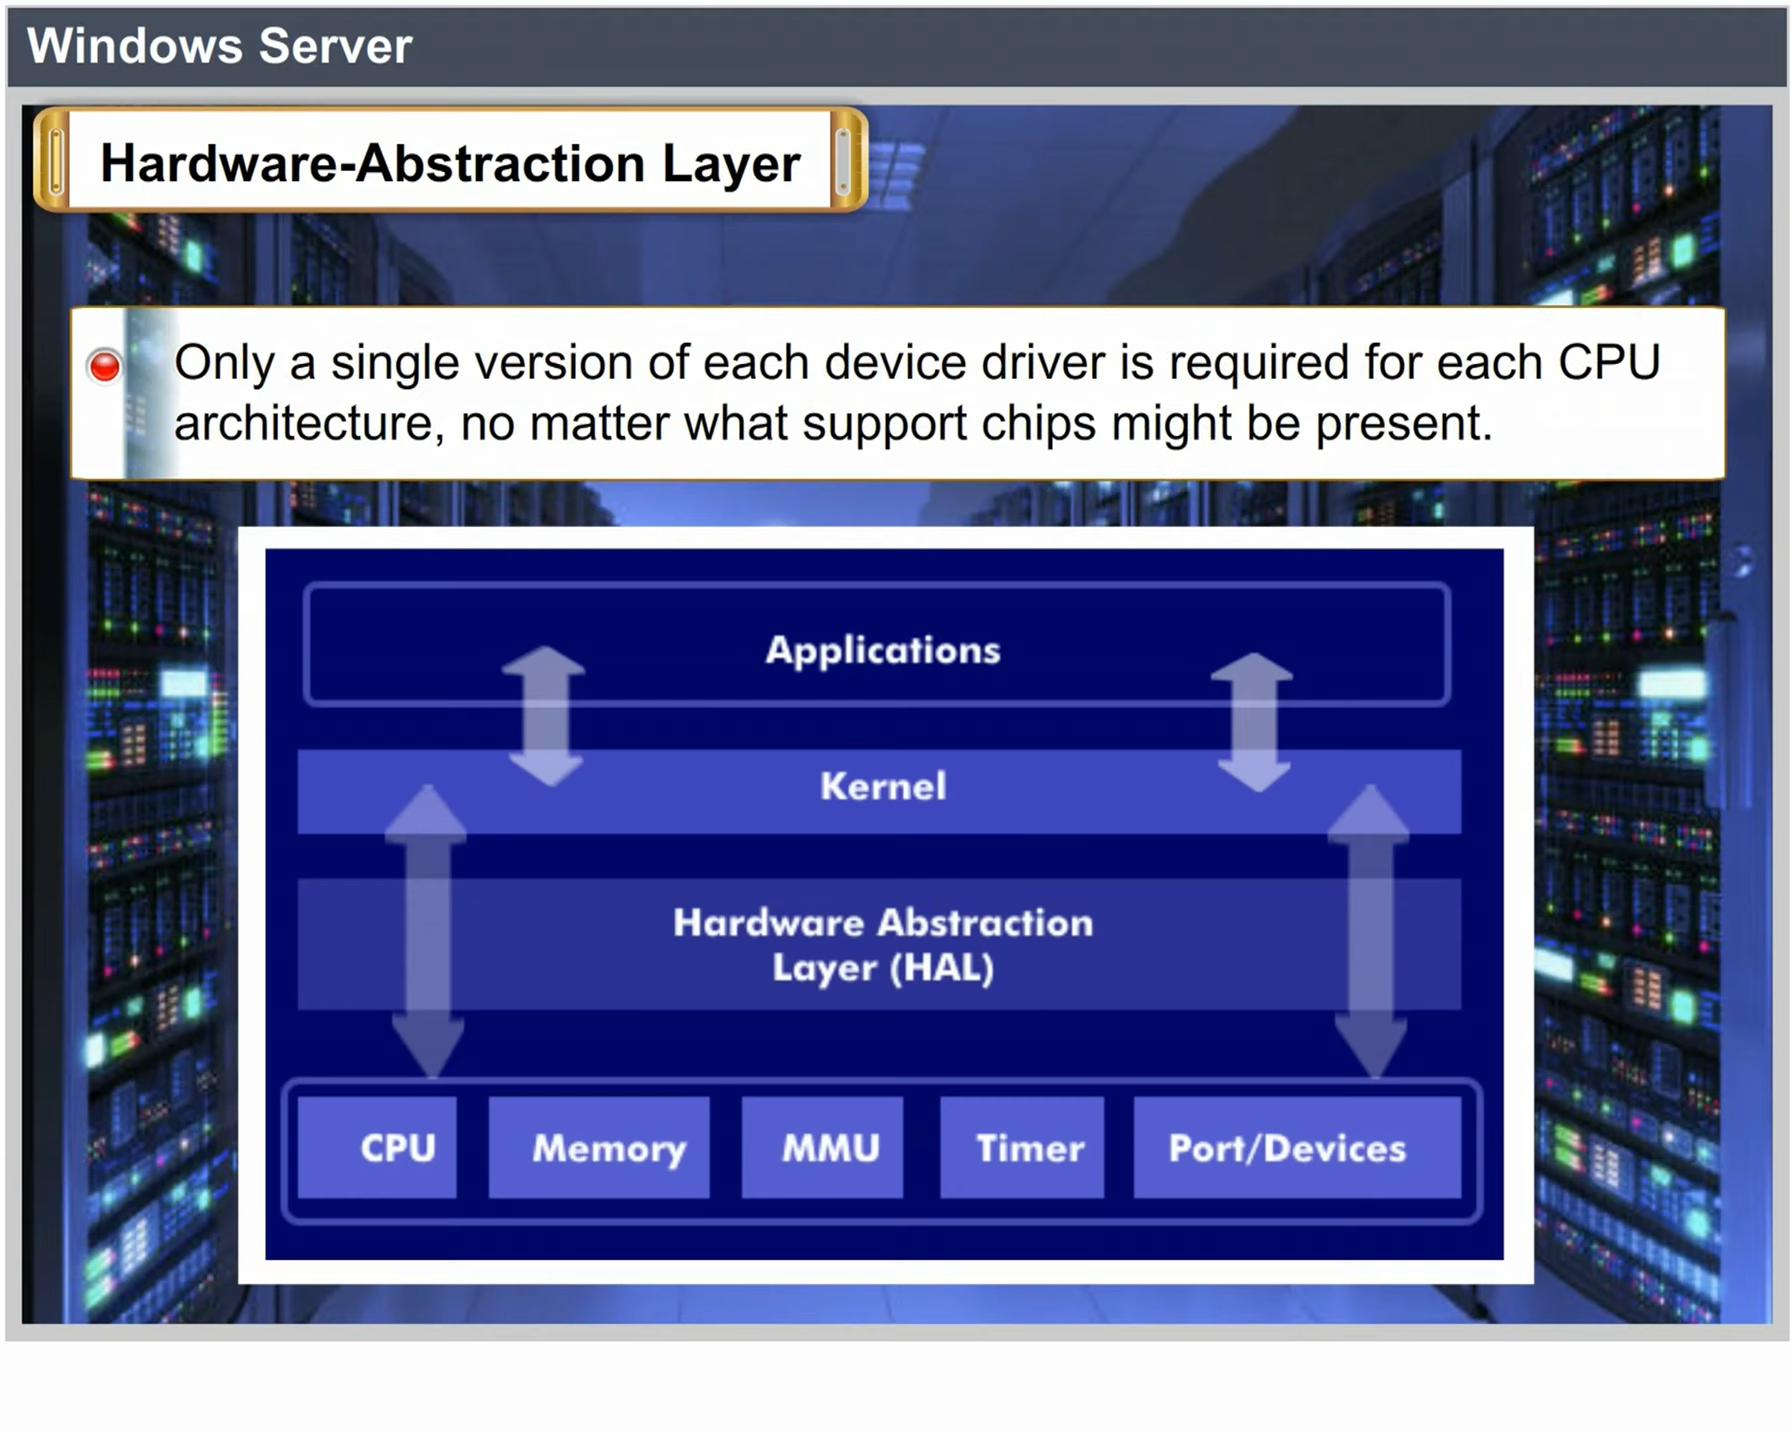 Windows Server
Hardware-Abstraction Layer
Only a single version of each device driver is required for each CPU
architecture, no matter what support chips might be present.
Applications
Kernel
Hardware Abstraction
Layer (HAL)
CPU Memory MMU Timer Port/Devices